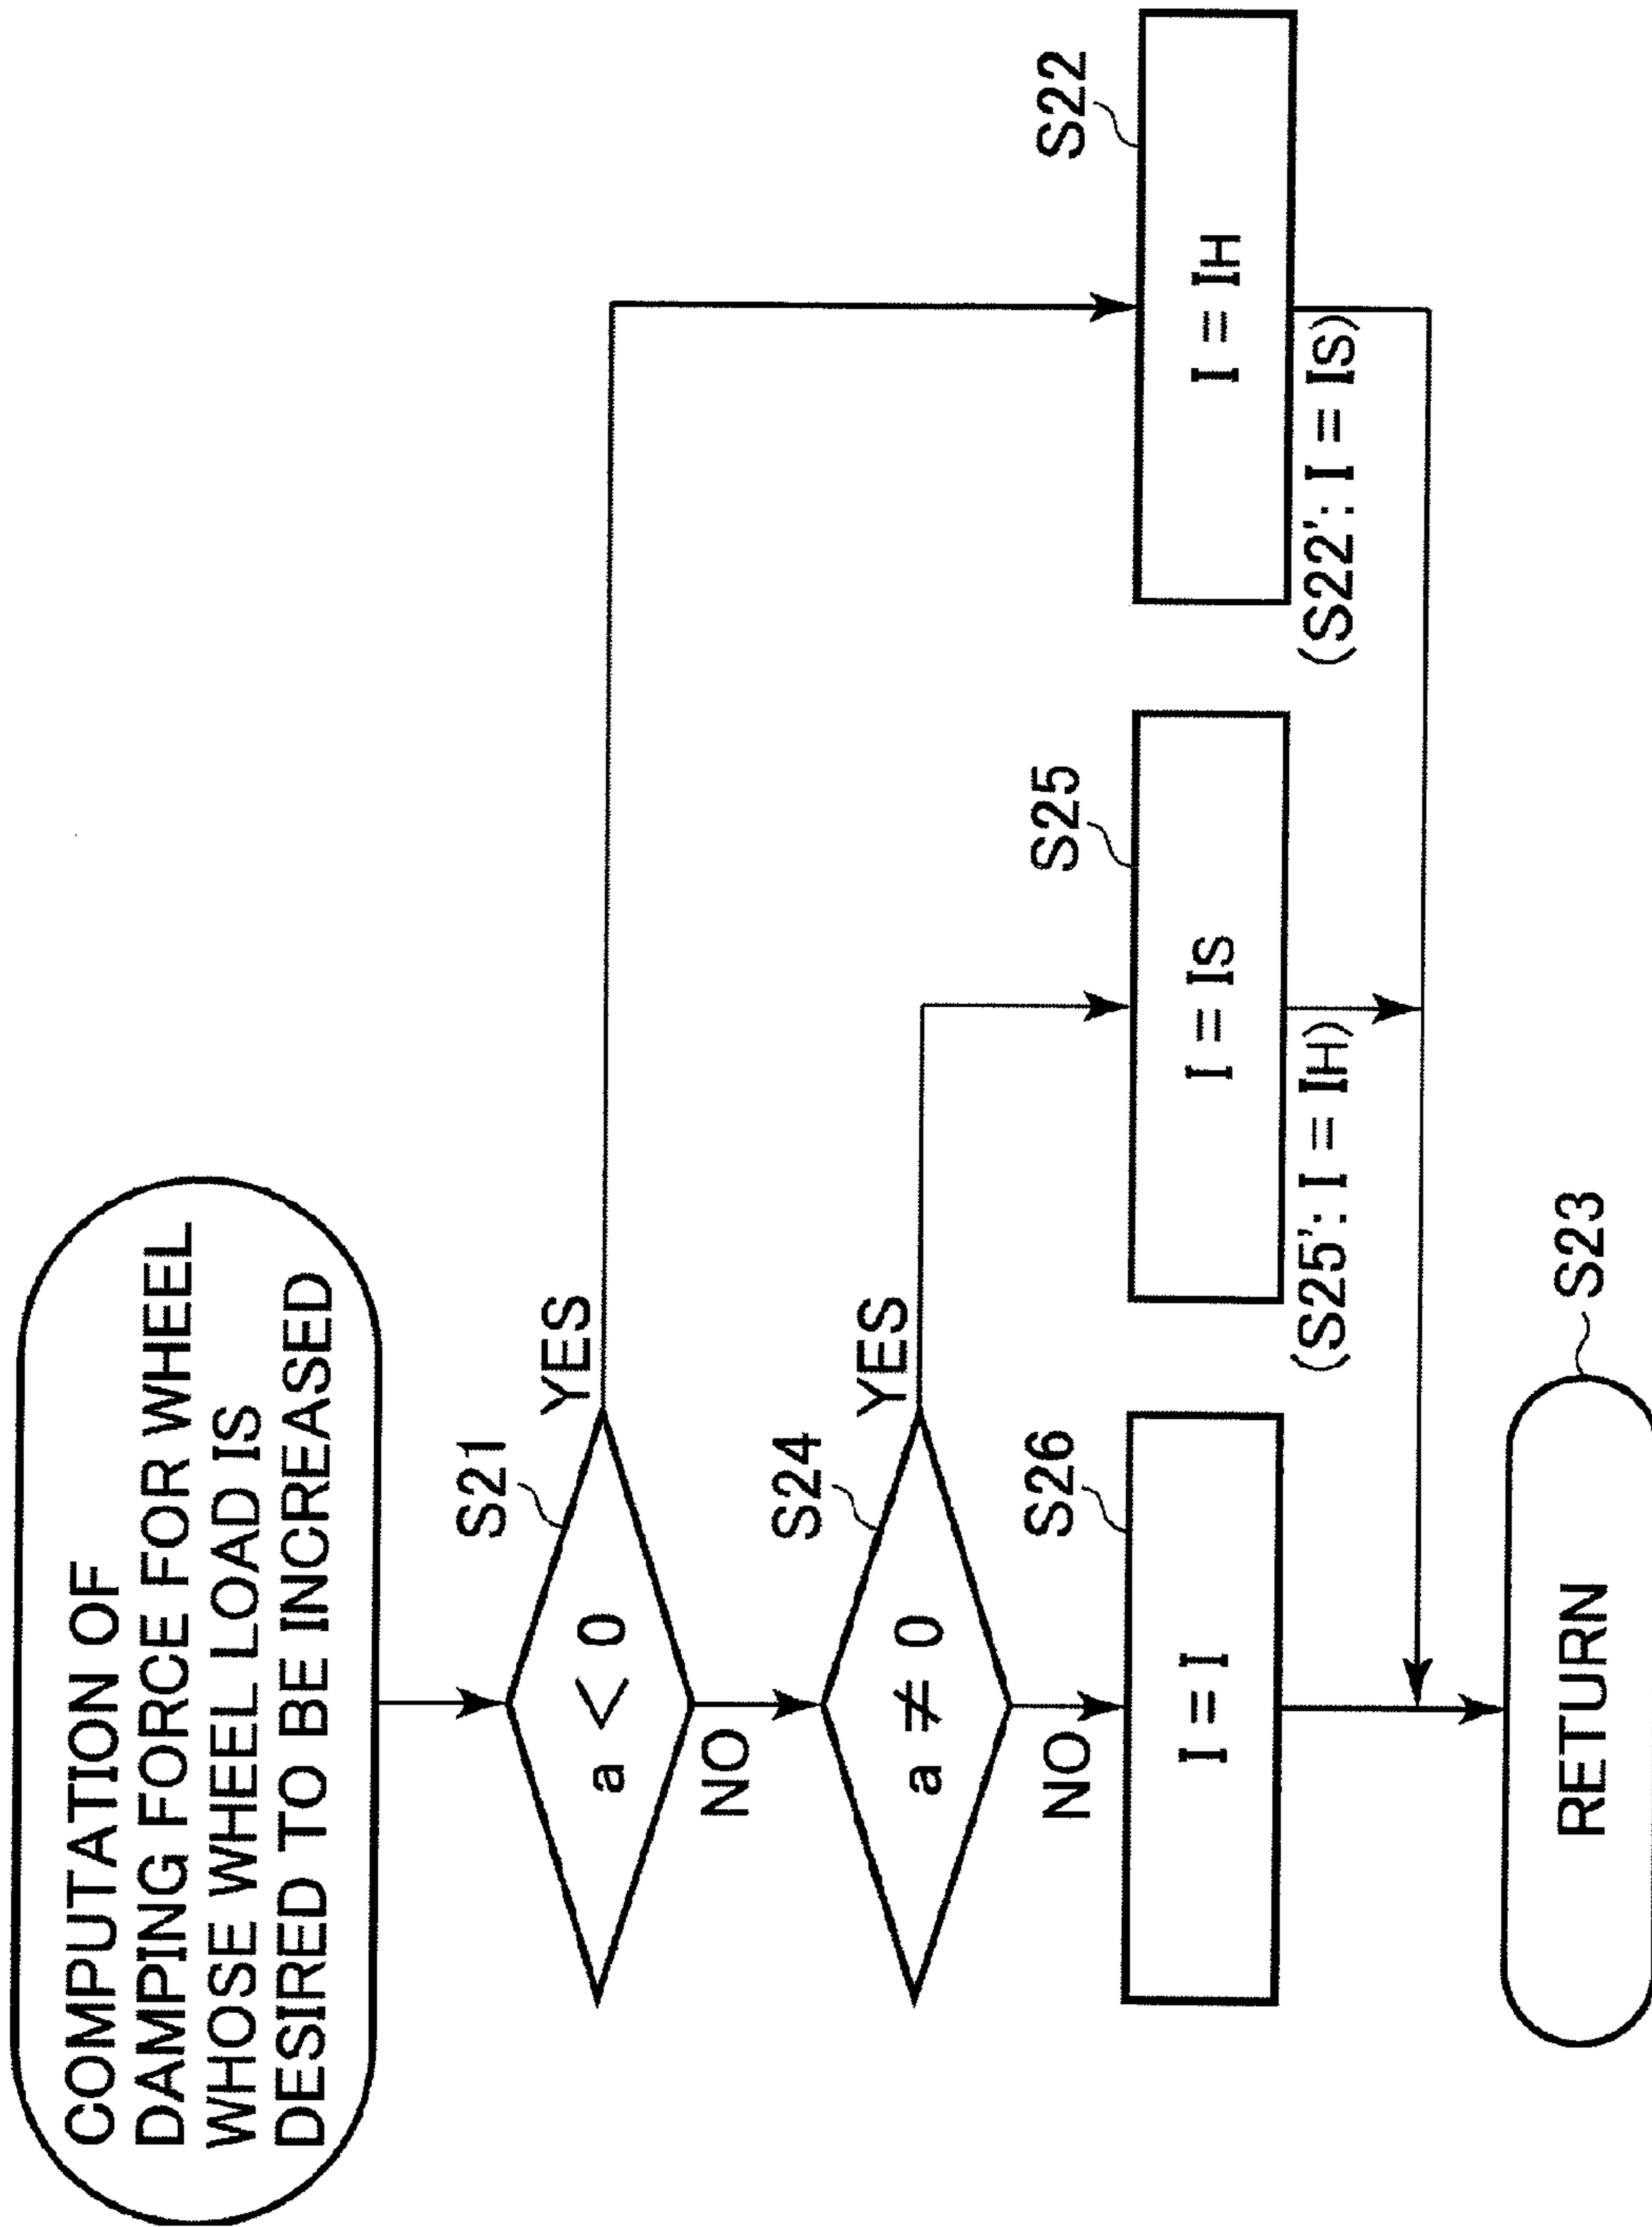 COMPUTATION OF
DAMPING FORCE FOR WHEEL
WHOSE WHEEL LOAD IS
DESIRED TO BE INCREASED
S21
a < 0
YES
NO
S24
a ≠ 0
YES
NO
S26
I = I
S25
I = IS
(S25': I = IH)
S22
I = IH
(S22': I = IS)
S23
RETURN